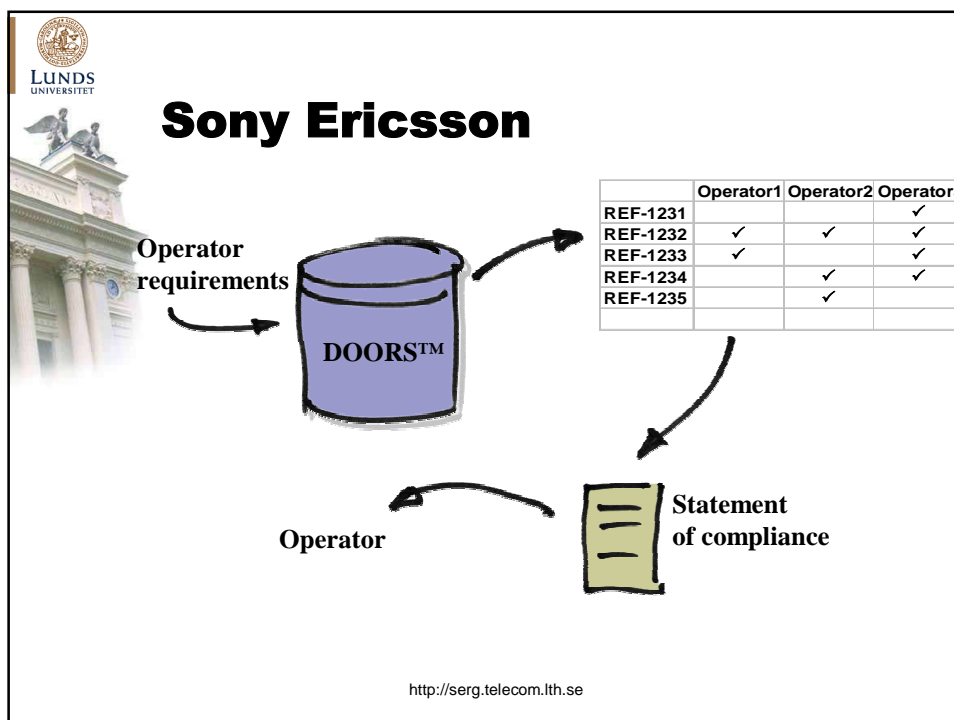 LUNDS
UNIVERSITET
Sony Ericsson
Operator
requirements
DOORS™
Operator1 Operator2 Operator
REF-1231 ✓
REF-1232 ✓ ✓ ✓
REF-1233 ✓ ✓
REF-1234 ✓ ✓
REF-1235 ✓
Statement
of compliance
Operator
http://serg.telecom.lth.se